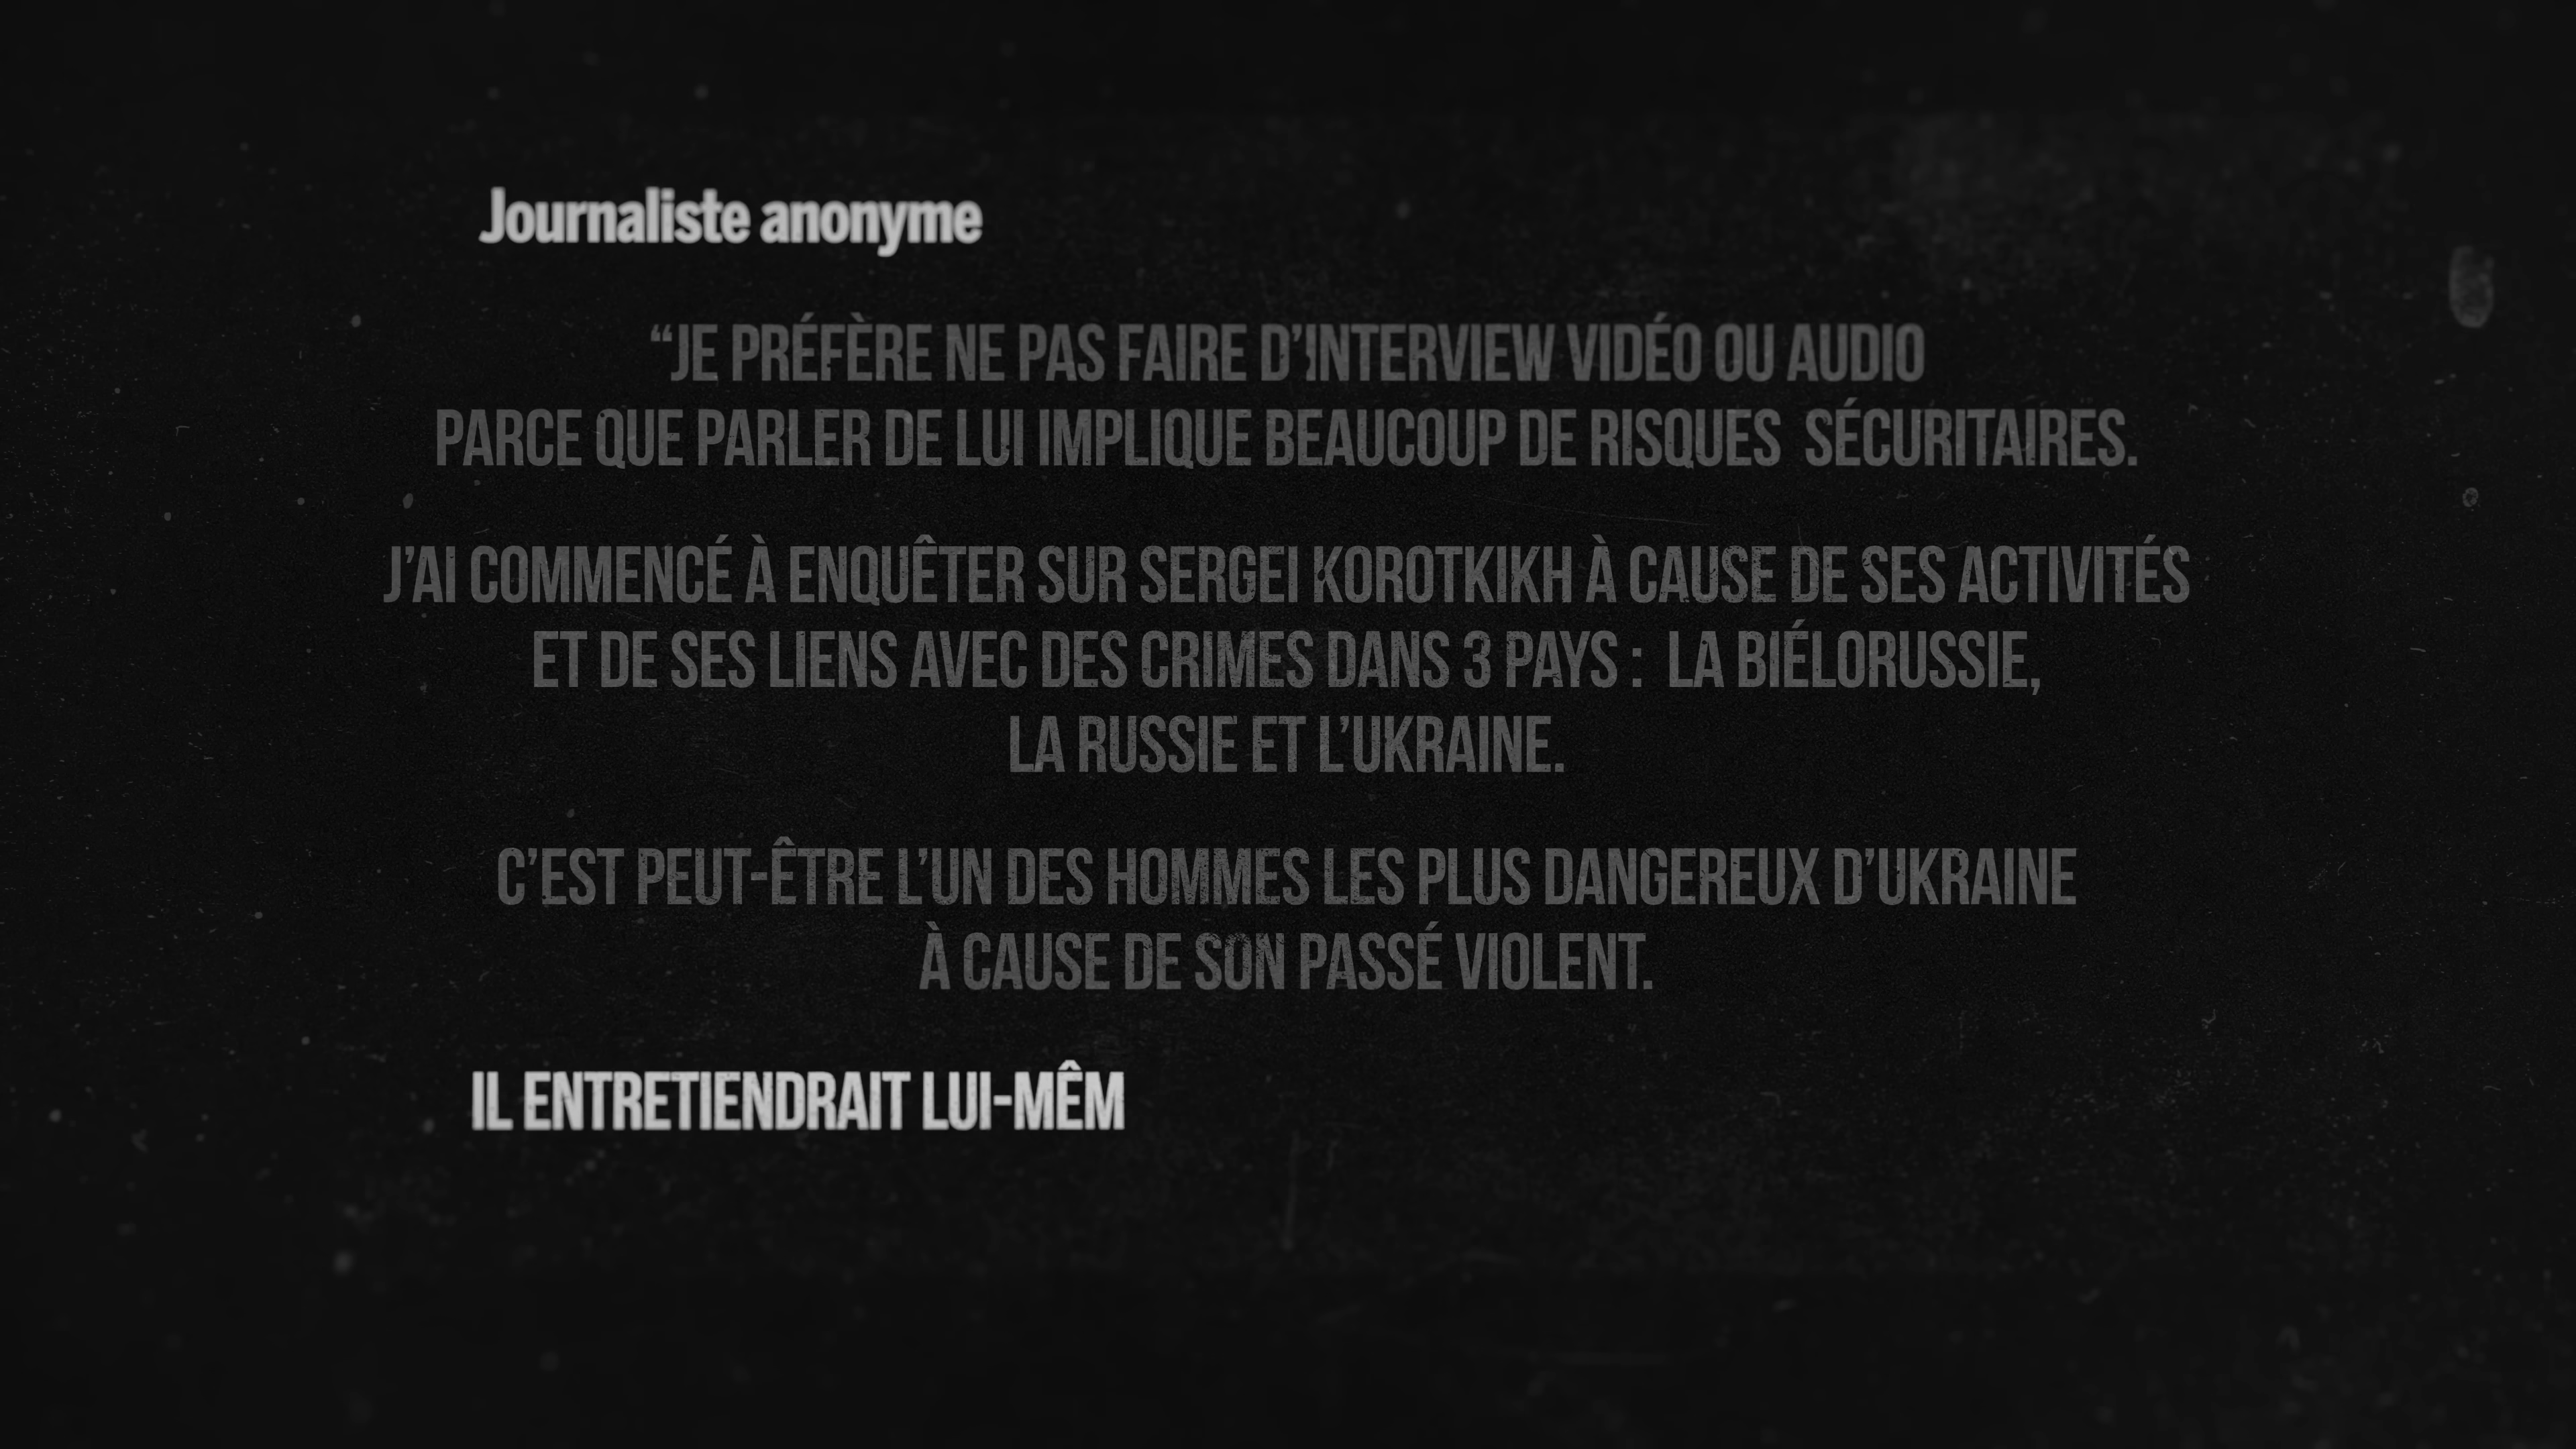 Journaliste anonyme
“JE PRÉFÈRE NE PAS FAIRE D’INTERVIEW VIDÉO OU AUDIO
PARCE QUE PARLER DE LUI IMPLIQUE BEAUCOUP DE RISQUES  SÉCURITAIRES.
J’AI COMMENCÉ À ENQUÊTER SUR SERGEI KOROTKIKH À CAUSE DE SES ACTIVITÉS
ET DE SES LIENS AVEC DES CRIMES DANS 3 PAYS :  LA BIÉLORUSSIE,
LA RUSSIE ET L’UKRAINE.
C’EST PEUT-ÊTRE L’UN DES HOMMES LES PLUS DANGEREUX D’UKRAINE
À CAUSE DE SON PASSÉ VIOLENT.
IL ENTRETIENDRAIT LUI-MÊM